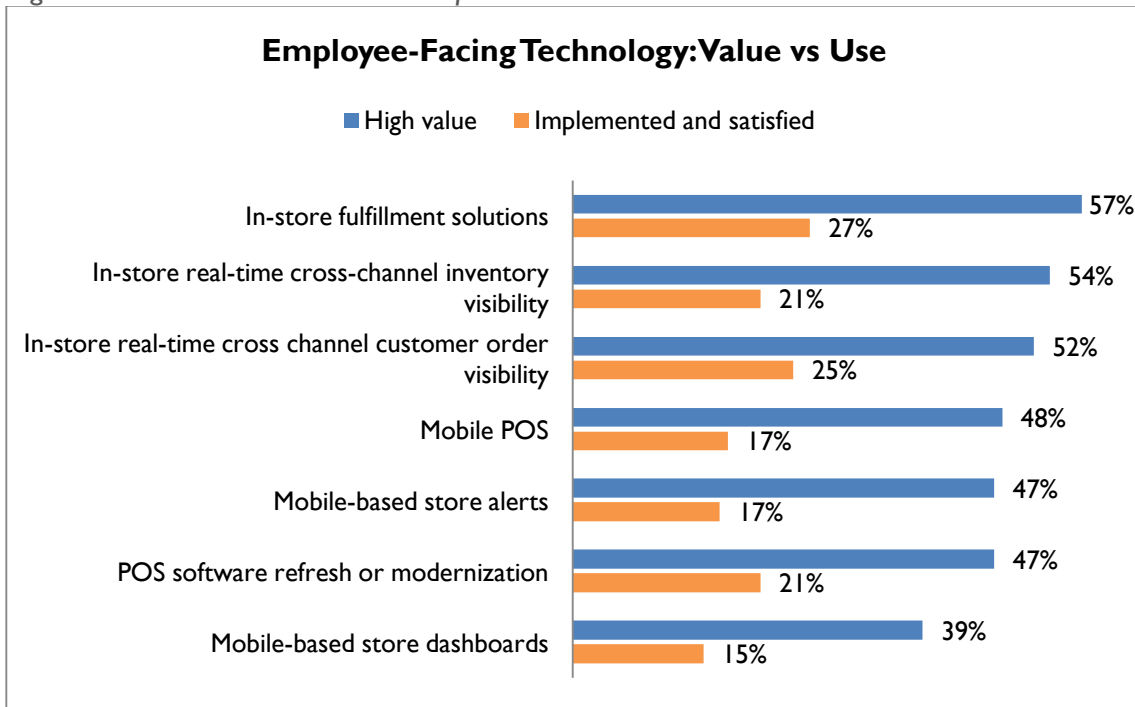 Employee-Facing Technology: Value vs Use
High value Implemented and satisfied
In-store fulfillment solutions
57%
27%
In-store real-time cross-channel inventory
visibility
54%
21%
In-store real-time cross channel customer order
visibility
52%
25%
Mobile POS
48%
17%
Mobile-based store alerts
47%
17%
POS software refresh or modernization
47%
21%
Mobile-based store dashboards
39%
15%